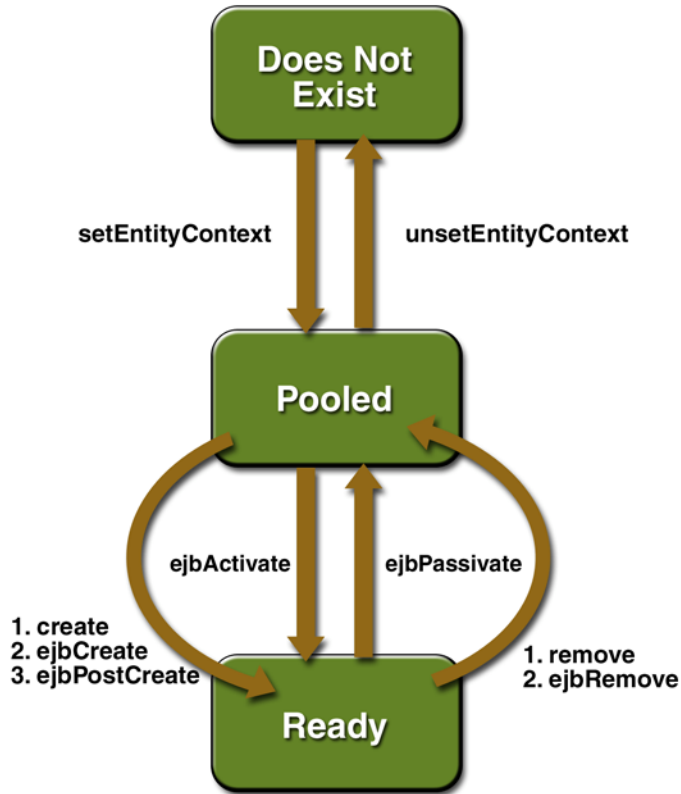 Does Not
Exist
setEntityContext
unsetEntityContext
Pooled
ejbActivate
ejbPassivate
1. create
2. ejbCreate
3. ejbPostCreate
1. remove
2. ejbRemove
Ready